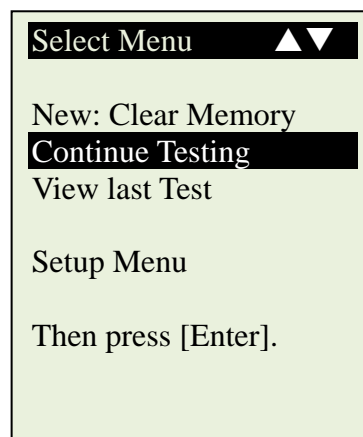 Select Menu ▲▼
New: Clear Memory
Continue Testing
View last Test
Setup Menu
Then press [Enter].